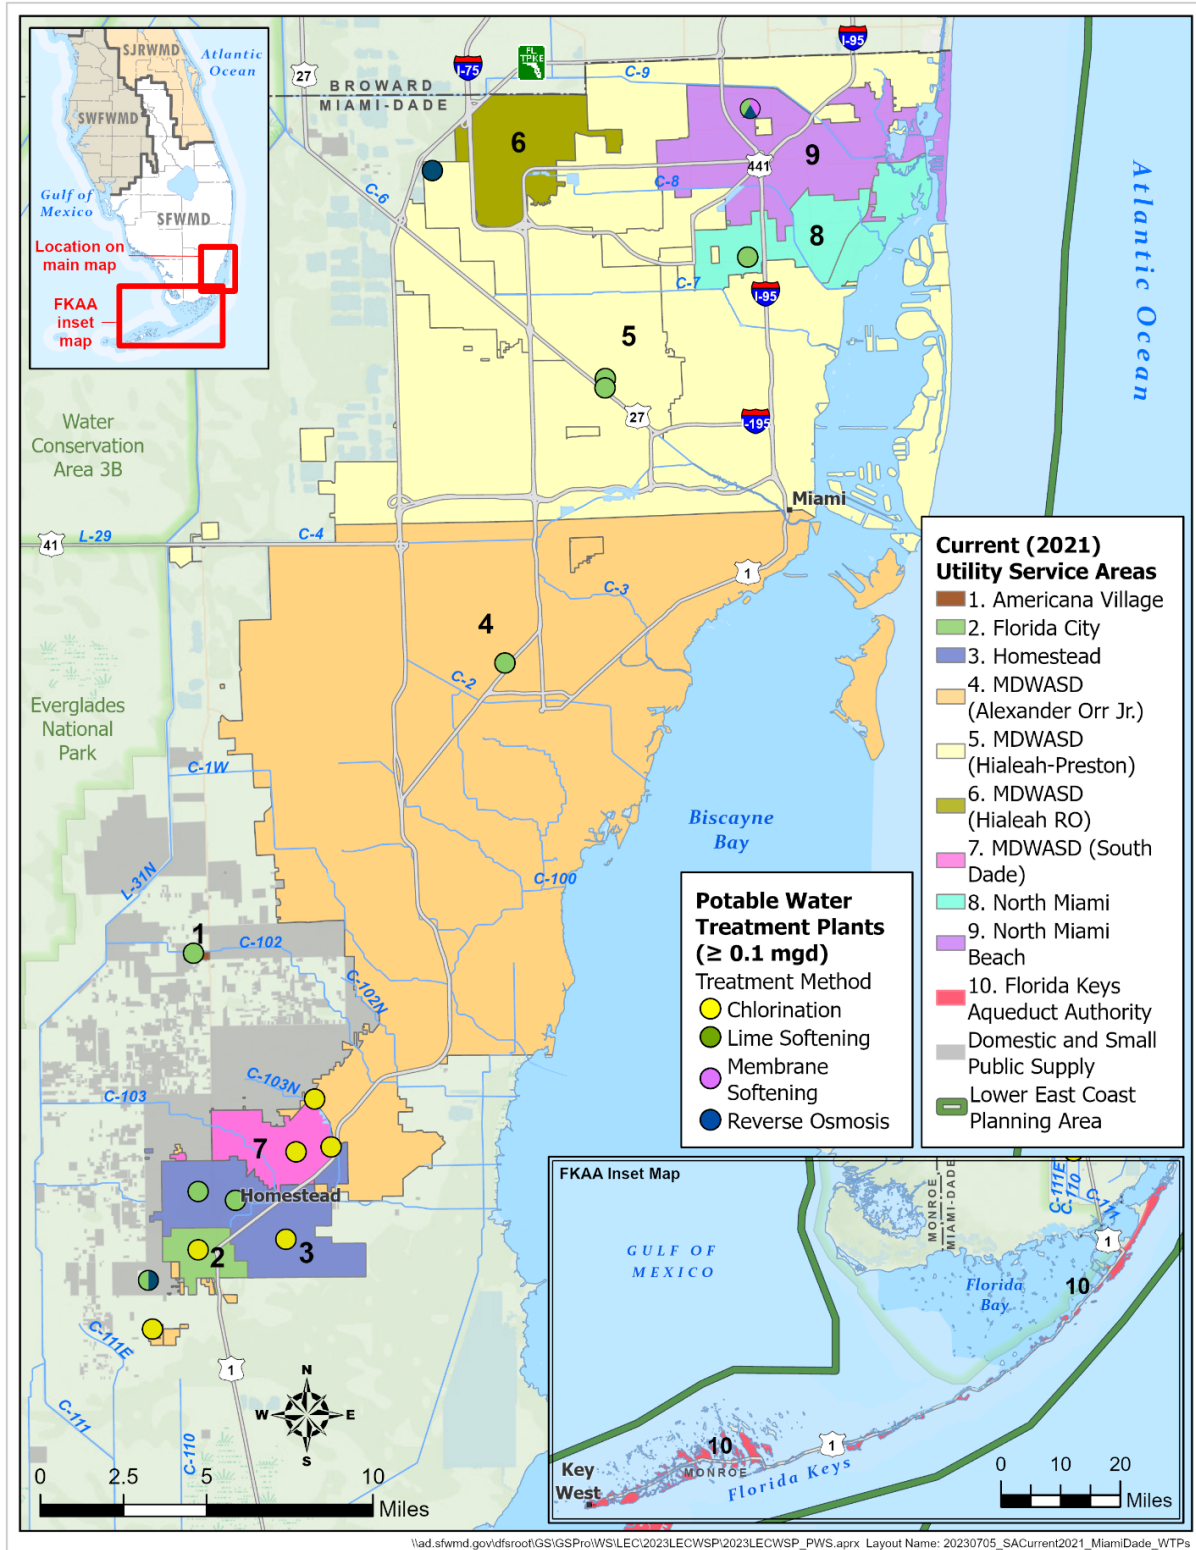 SJRWMD
Atlantic
Ocean
SWFWMD
Gulf of
Mexico
SFWMD
Location on
main map
FKAA
inset
map
27
I-75
FL
TPKE
I-95
C-9
BROWARD
MIAMI-DADE
6
9
441
C-8
C-6
8
C-7
I-95
5
27
I-195
Atlantic Ocean
Water
Conservation
Area 3B
Miami
41
L-29
C-4
1
C-3
4
C-2
Everglades
National
Park
C-1W
Biscayne
Bay
C-100
L-31N
1
C-102
C-102N
C-103N
C-103
7
Homestead
2
3
C-111E
1
C-111
C-110
N
W
E
S
0
2.5
5
10
Miles
Current (2021)
Utility Service Areas
1. Americana Village
2. Florida City
3. Homestead
4. MDWASD
(Alexander Orr Jr.)
5. MDWASD
(Hialeah-Preston)
6. MDWASD
(Hialeah RO)
7. MDWASD (South
Dade)
8. North Miami
9. North Miami
Beach
10. Florida Keys
Aqueduct Authority
Domestic and Small
Public Supply
Lower East Coast
Planning Area
Potable Water
Treatment Plants
(≥ 0.1 mgd)
Treatment Method
Chlorination
Lime Softening
Membrane
Softening
Reverse Osmosis
FKAA Inset Map
MONROE
MIAMI-DADE
C-111E
C-110
C-111
1
GULF OF
MEXICO
Florida
Bay
10
10
MONROE
1
Key
West
Florida Keys
0
10
20
Miles
\\ad.sfwmd.gov\dfsroot\GS\GSPro\WS\LEC\2023LECWSP\2023LECWSP_PWS.aprx Layout Name: 20230705_SACurrent2021_MiamiDade_WTPs